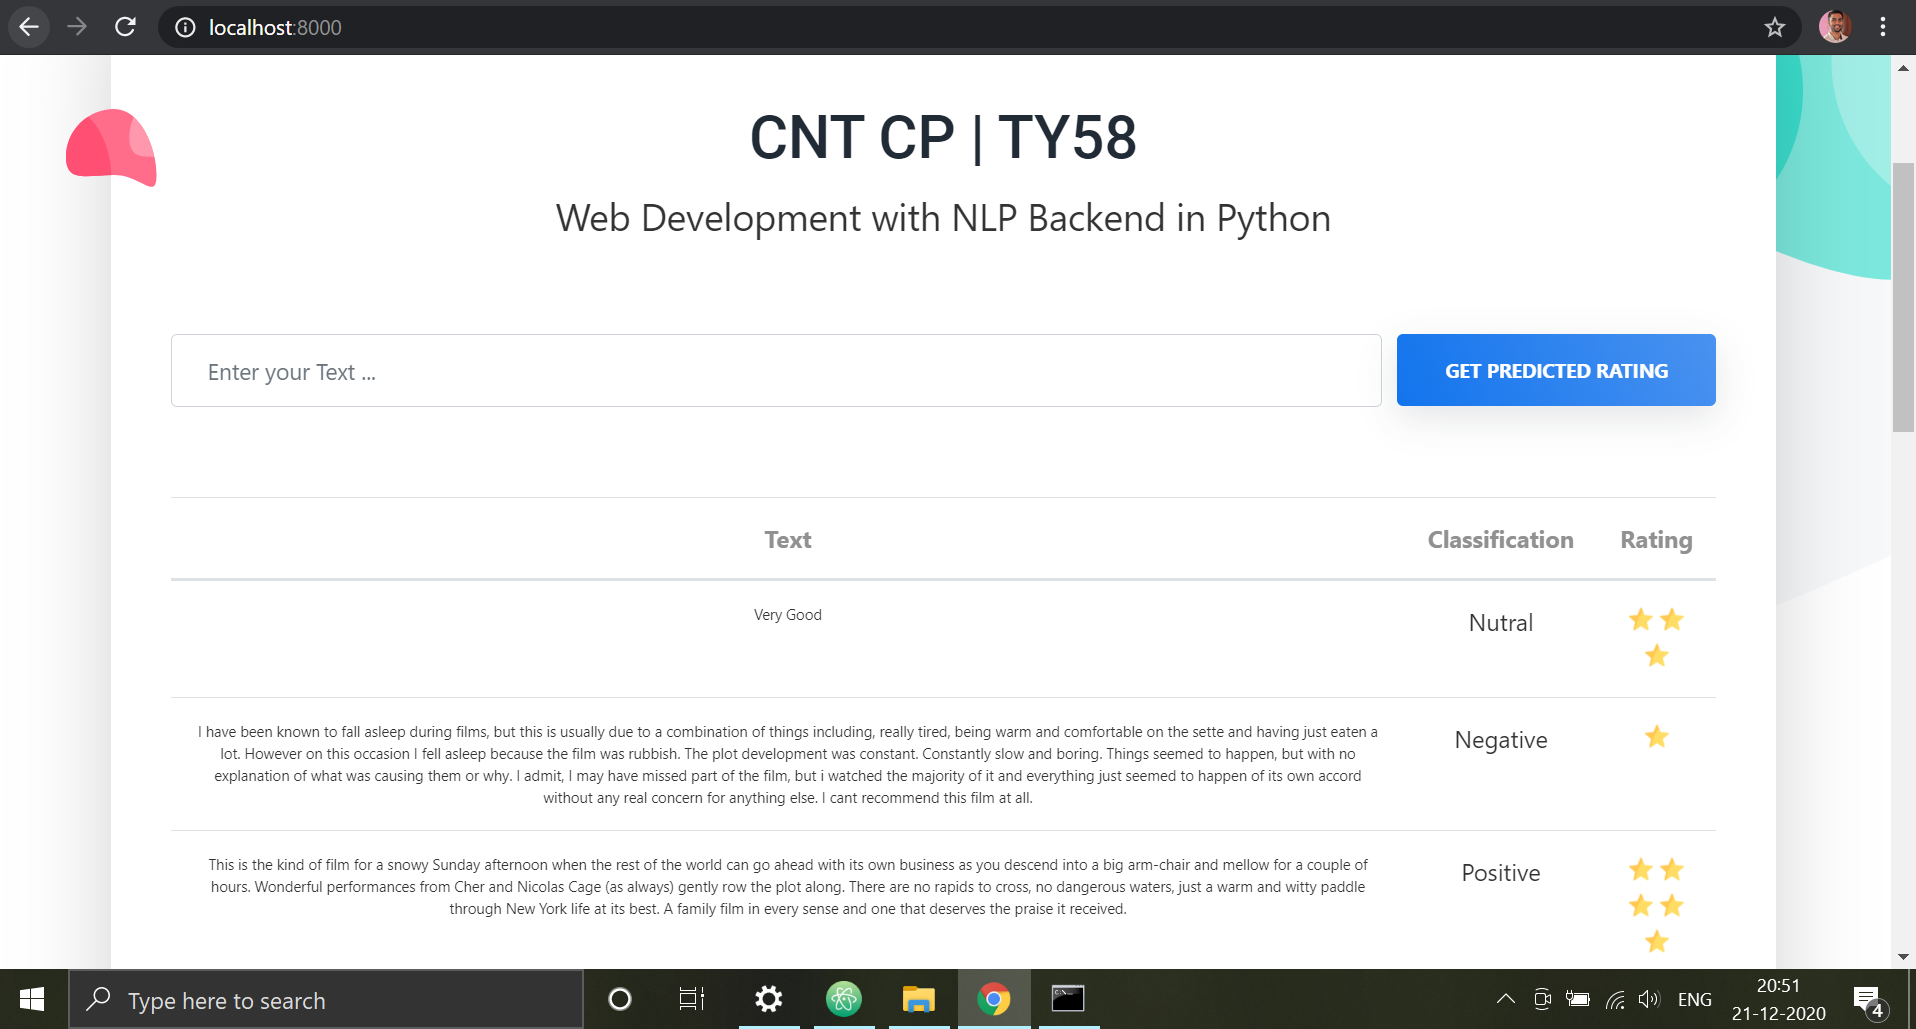 localhost:8000
CNT CP | TY58
Web Development with NLP Backend in Python
Enter your Text ...
GET PREDICTED RATING
Text Classification Rating
Very Good
Nutral
I have been known to fall asleep during films, but this is usually due to a combination of things including, really tired, being warm and comfortable on the sette and having just eaten a
lot. However on this occasion I fell asleep because the film was rubbish. The plot development was constant. Constantly slow and boring. Things seemed to happen, but with no
explanation of what was causing them or why. I admit, I may have missed part of the film, but i watched the majority of it and everything just seemed to happen of its own accord
without any real concern for anything else. I cant recommend this film at all.
Negative
This is the kind of film for a snowy Sunday afternoon when the rest of the world can go ahead with its own business as you descend into a big arm-chair and mellow for a couple of
hours. Wonderful performances from Cher and Nicolas Cage (as always) gently row the plot along. There are no rapids to cross, no dangerous waters, just a warm and witty paddle
through New York life at its best. A family film in every sense and one that deserves the praise it received.
Positive
Type here to search
ENG
20:51
21-12-2020
4